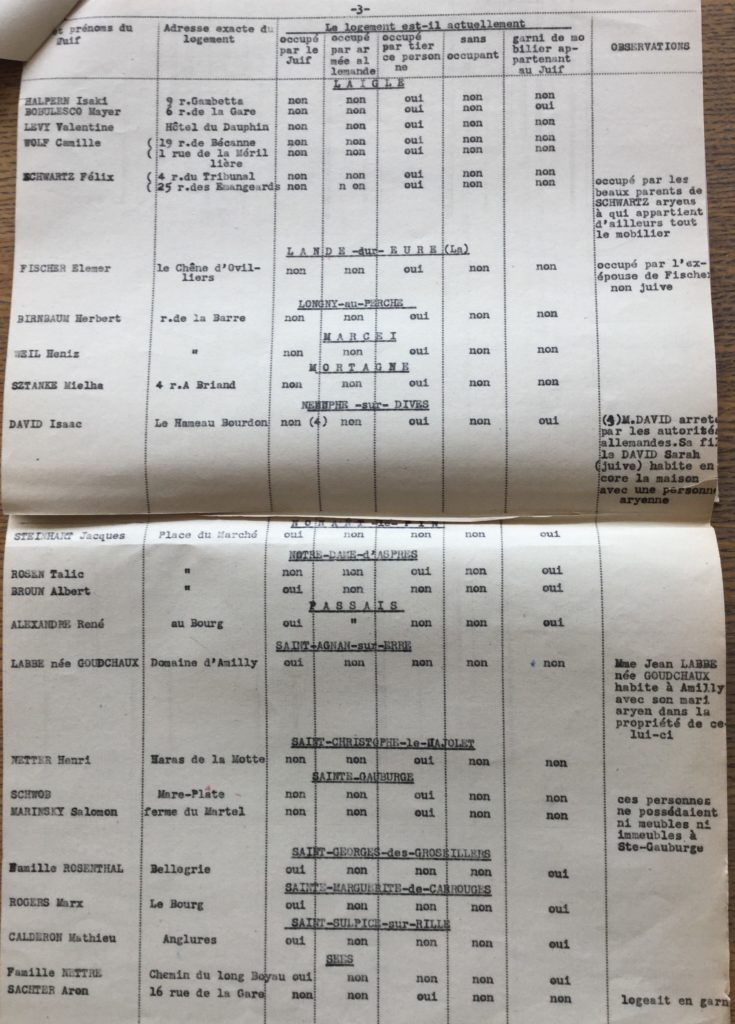 -3-
et prénoms du Juif Adresse exacte du logement Le logement est-il actuellement OBSERVATIONS
occupé par le Juif occupé par ar mée al lemande occupé par tier ce person ne sans occupant garni de mo bilier ap- partenant au Juif
LAIGLE
HALPERN Isaki 9 r.Gambetta non non oui non non
BOBULESCO Mayer 6 r.de la Gare non non oui non oui
LEVY Valentine Hôtel du Dauphin non non oui non non
WOLF Camille ( 19 r.de Bécanne non non oui non non
( 1 rue de la Méril non non oui non non
lière
SCHWARTZ Félix ( 4 r.du Tribunal non non oui non non occupé par les
( 25 r.des Emangeards non n on oui non non beaux parents de
SCHWARTZ aryens
à qui appartient
d'ailleurs tout
le mobilier
LANDE-sur-EURE (La)
FISCHER Elemer le Chêne d'Ovil- non non oui non non occupé par l'ex-
liers épouse de Fische
non juive
LONGNY-au-PERCHE
BIRNBAUM Herbert r.de la Barre non non oui non non
MARCEI
WEIL Heniz " non non oui non non
MORTAGNE
SZTANKE Mielha 4 r.A Briand non non oui non non
-sur- DIVES
DAVID Isaac Le Hameau Bourdon non (4) non oui non oui M.DAVID arrete
par les autorités
allemandes.Sa fil
le DAVID Sarah
(juive) habite en
core la maison
avec une personne
aryenne
NONANT-le-PIN
STEINHART Jacques Place du Marché oui non non non oui
NOTRE-DAME-d'ASPRES
ROSEN Talic " non non oui non oui
BROUN Albert " oui non non non oui
PASSAIS
ALEXANDRE René au Bourg oui " non non oui
SAINT-AGNAN-sur-ERRE
LABBE née GOUDCHAUX Domaine d'Amilly oui non non non non Mme Jean LABBE
née GOUDCHAUX
habite à Amilly
avec son mari
aryen dans la
propriété de ce
lui-ci
SAINT-CHRISTOPHE-le-JAJOLET
NETTER Henri Haras de la Motte non non oui non non
SAINTE-GAUBURGE
SCHWOB Mare-Plate non non oui non non ces personnes
MARINSKY Salomon ferme du Martel non non oui non non ne possédaient
ni meubles ni
immeubles à
Ste-Gauburge
SAINT-GEORGES-des-GROSEILLERS
Famille ROSENTHAL Bellegrie oui non non non oui
SAINTE-MARGUERITE-de-CARROUGES
ROGERS Marx Le Bourg oui non non non oui
SAINT-SULPICE-sur-RILLE
CALDERON Mathieu Anglures oui non non non oui
SEES
Famille NETTRE Chemin du long Boyau oui non non non oui
SACHTER Aron 16 rue de la Gare non non oui non non logeait en garn